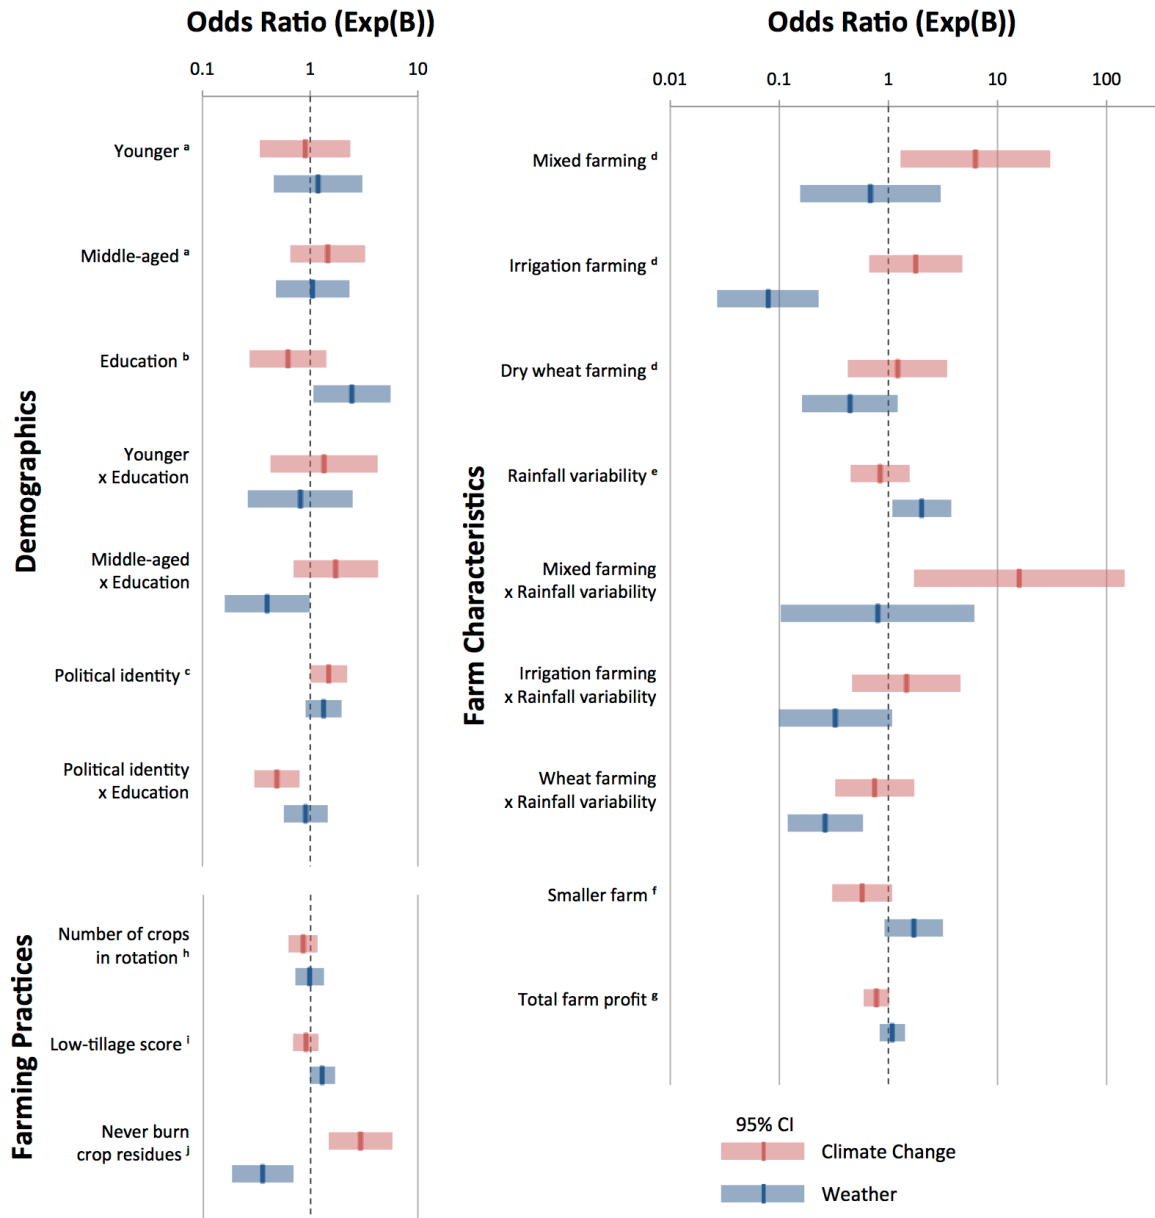 Odds Ratio (Exp(B))
0.1 1 10
Demographics
Younger a
Middle-aged a
Education b
Younger
x Education
Middle-aged
x Education
Political identity c
Political identity
x Education
Farming Practices
Number of crops
in rotation h
Low-tillage score i
Never burn
crop residues j
Odds Ratio (Exp(B))
0.01 0.1 1 10 100
Farm Characteristics
Mixed farming d
Irrigation farming d
Dry wheat farming d
Rainfall variability e
Mixed farming
x Rainfall variability
Irrigation farming
x Rainfall variability
Wheat farming
x Rainfall variability
Smaller farm f
Total farm profit g
95% CI
Climate Change
Weather